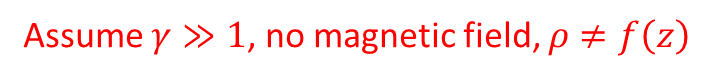 Assume γ ≫ 1, no magnetic field, ρ ≠ f(z)